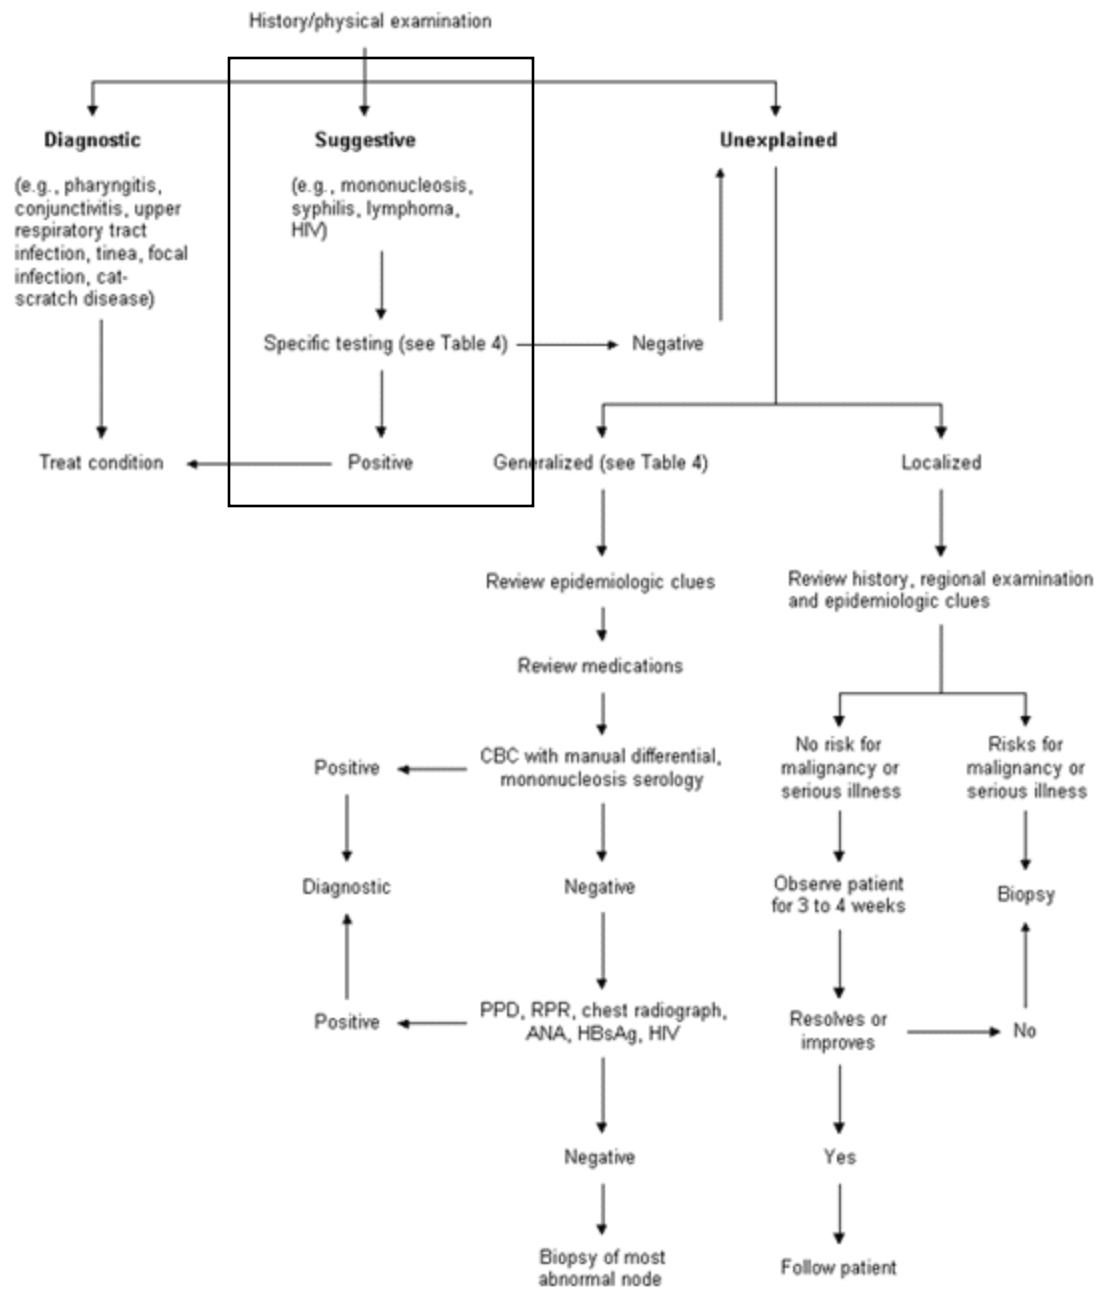 History/physical examination
Diagnostic
(e.g., pharyngitis,
conjunctivitis, upper
respiratory tract
infection, tinea, focal
infection, cat-
scratch disease)
Suggestive
(e.g., mononucleosis,
syphilis, lymphoma,
HIV)
Unexplained
Specific testing (see Table 4)
Negative
Treat condition
Positive
Generalized (see Table 4)
Localized
Review epidemiologic clues
Review history, regional examination
and epidemiologic clues
Review medications
Positive
CBC with manual differential,
mononucleosis serology
No risk for
malignancy or
serious illness
Risks for
malignancy or
serious illness
Diagnostic
Negative
Observe patient
for 3 to 4 weeks
Biopsy
Positive
PPD, RPR, chest radiograph,
ANA, HBsAg, HIV
Resolves or
improves
No
Negative
Yes
Biopsy of most
abnormal node
Follow patient